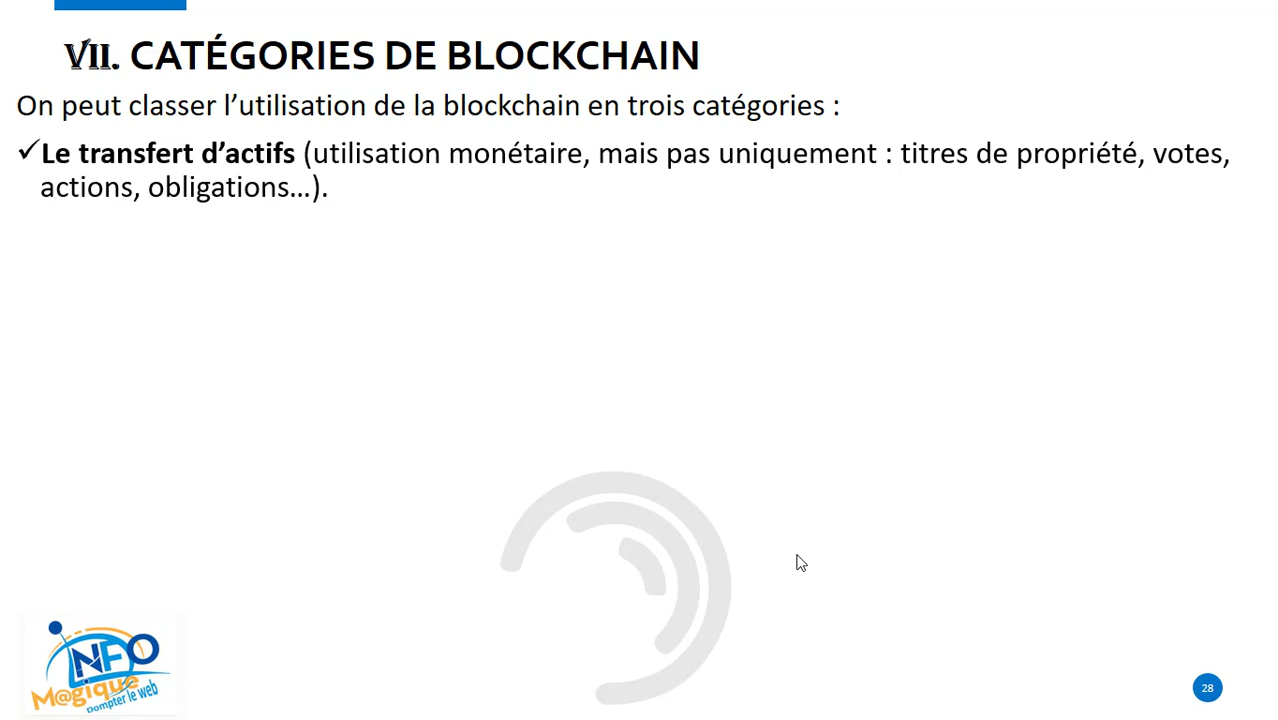 VII. CATÉGORIES DE BLOCKCHAIN
On peut classer l’utilisation de la blockchain en trois catégories :
✓Le transfert d’actifs (utilisation monétaire, mais pas uniquement : titres de propriété, votes,
actions, obligations…).
INFO
M@gique
Dompter le web
28